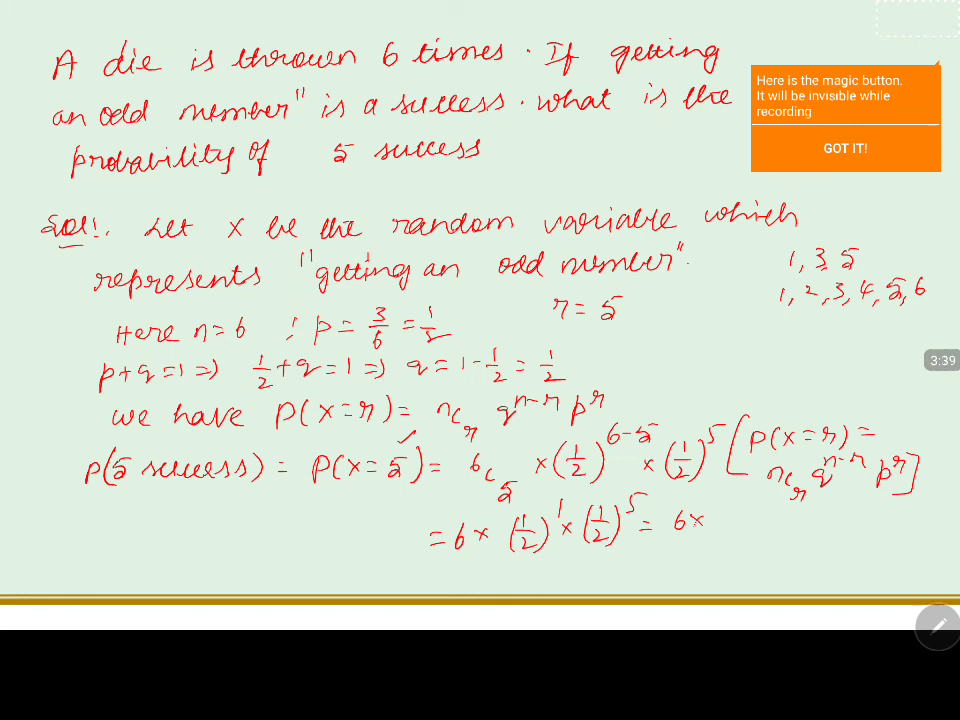 A die is thrown 6 times. If getting
an odd number" is a success. what is the
probability of 5 success
Here is the magic button.
It will be invisible while
recording
GOT IT!
Sol:. Let x be the random variable which
represents "getting an odd number".
1, 3, 5
1, 2, 3, 4, 5, 6
Here n = 6 ; p = 3/6 = 1/2
r = 5
p+q=1 => 1/2 + q = 1 => q = 1 - 1/2 = 1/2
we have P(x=r) = nCr q^(n-r) p^r
P(5 success) = P(x=5) = 6C5 × (1/2)^(6-5) × (1/2)^5 [P(x=r) =
nCr q^(n-r) p^r]
= 6 × (1/2)^1 × (1/2)^5 = 6×
3:39